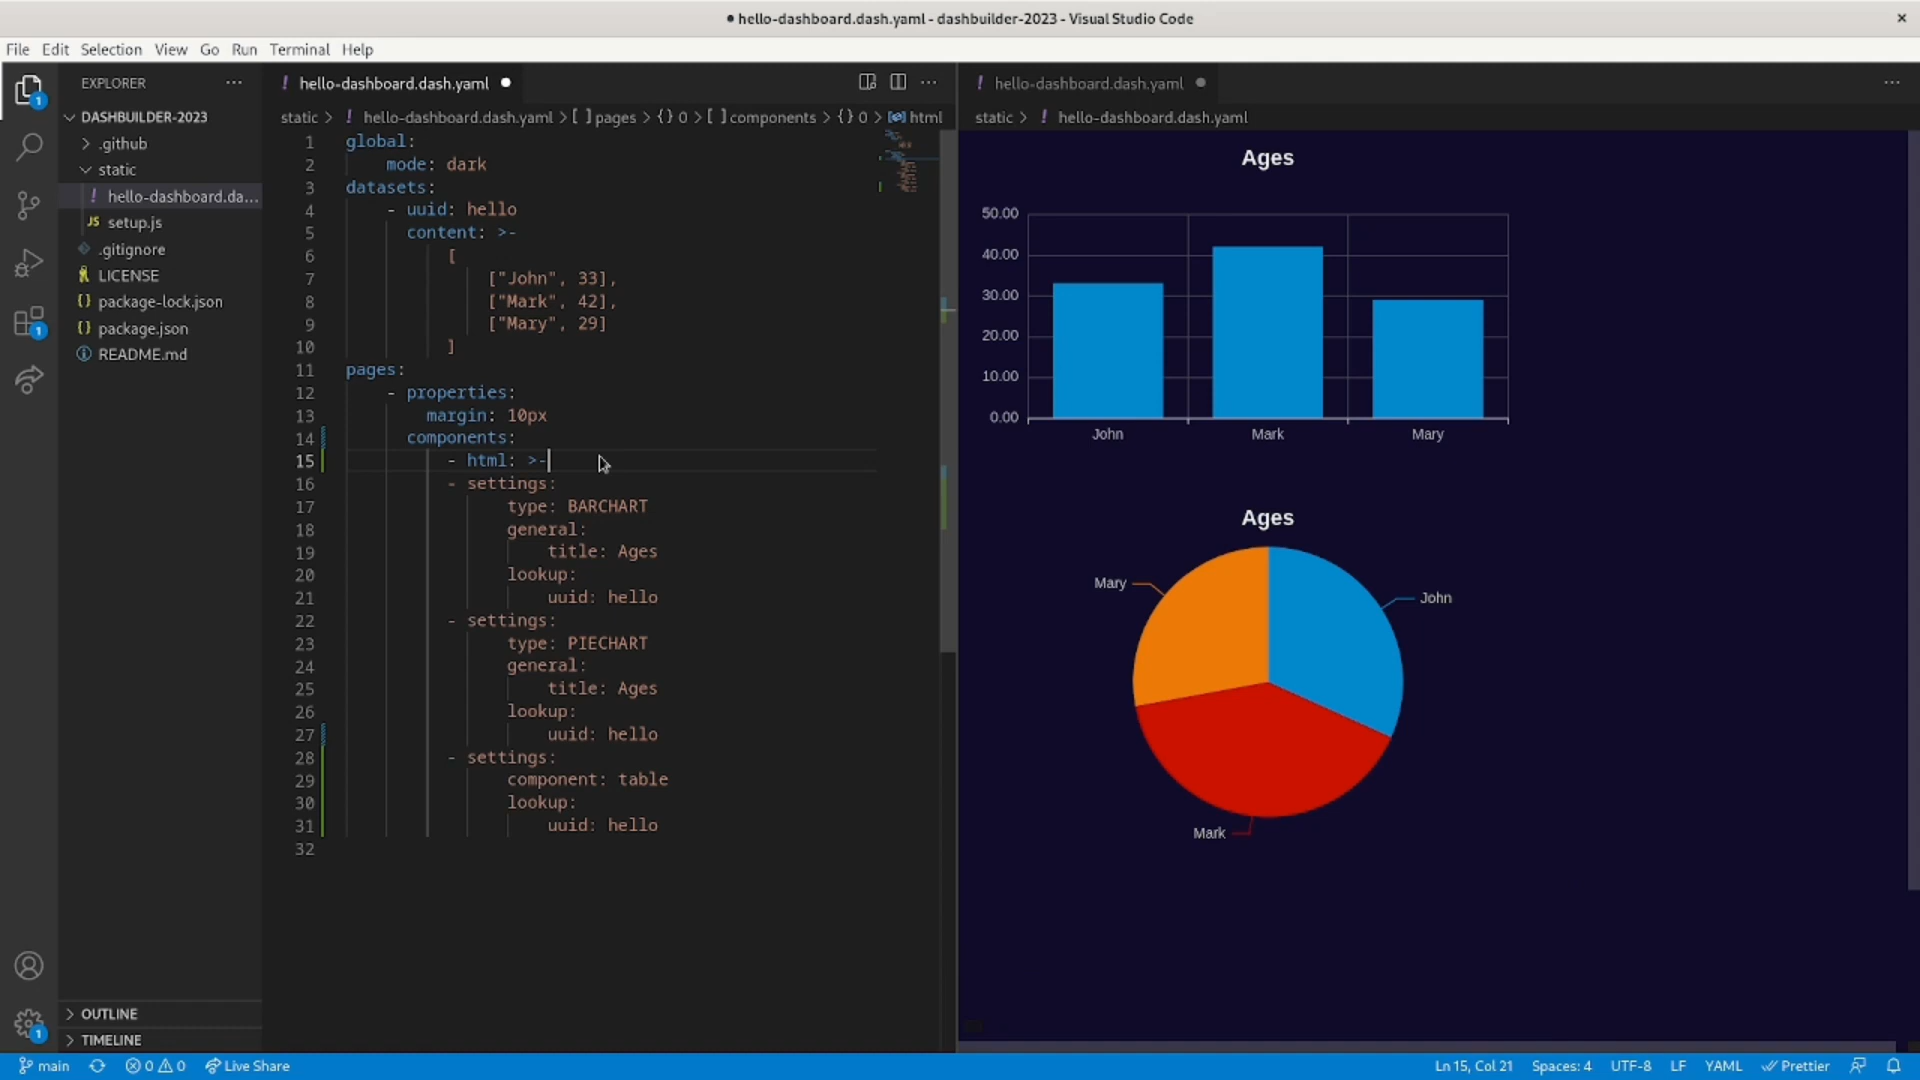 ● hello-dashboard.dash.yaml - dashbuilder-2023 - Visual Studio Code
File Edit Selection View Go Run Terminal Help
EXPLORER
DASHBUILDER-2023
.github
static
! hello-dashboard.da...
JS setup.js
.gitignore
LICENSE
{} package-lock.json
{} package.json
README.md
OUTLINE
TIMELINE
1
1
1
! hello-dashboard.dash.yaml ●
static > ! hello-dashboard.dash.yaml > [ ] pages > {} 0 > [ ] components > {} 0 > html
1 global:
2 mode: dark
3 datasets:
4 - uuid: hello
5 content: >-
6 [
7 ["John", 33],
8 ["Mark", 42],
9 ["Mary", 29]
10 ]
11 pages:
12 - properties:
13 margin: 10px
14 components:
15 - html: >-
16 - settings:
17 type: BARCHART
18 general:
19 title: Ages
20 lookup:
21 uuid: hello
22 - settings:
23 type: PIECHART
24 general:
25 title: Ages
26 lookup:
27 uuid: hello
28 - settings:
29 component: table
30 lookup:
31 uuid: hello
32
! hello-dashboard.dash.yaml ●
static > ! hello-dashboard.dash.yaml
Ages
50.00
40.00
30.00
20.00
10.00
0.00
John Mark Mary
Ages
Mary
John
Mark
main 0 0 Live Share
Ln 15, Col 21 Spaces: 4 UTF-8 LF YAML Prettier